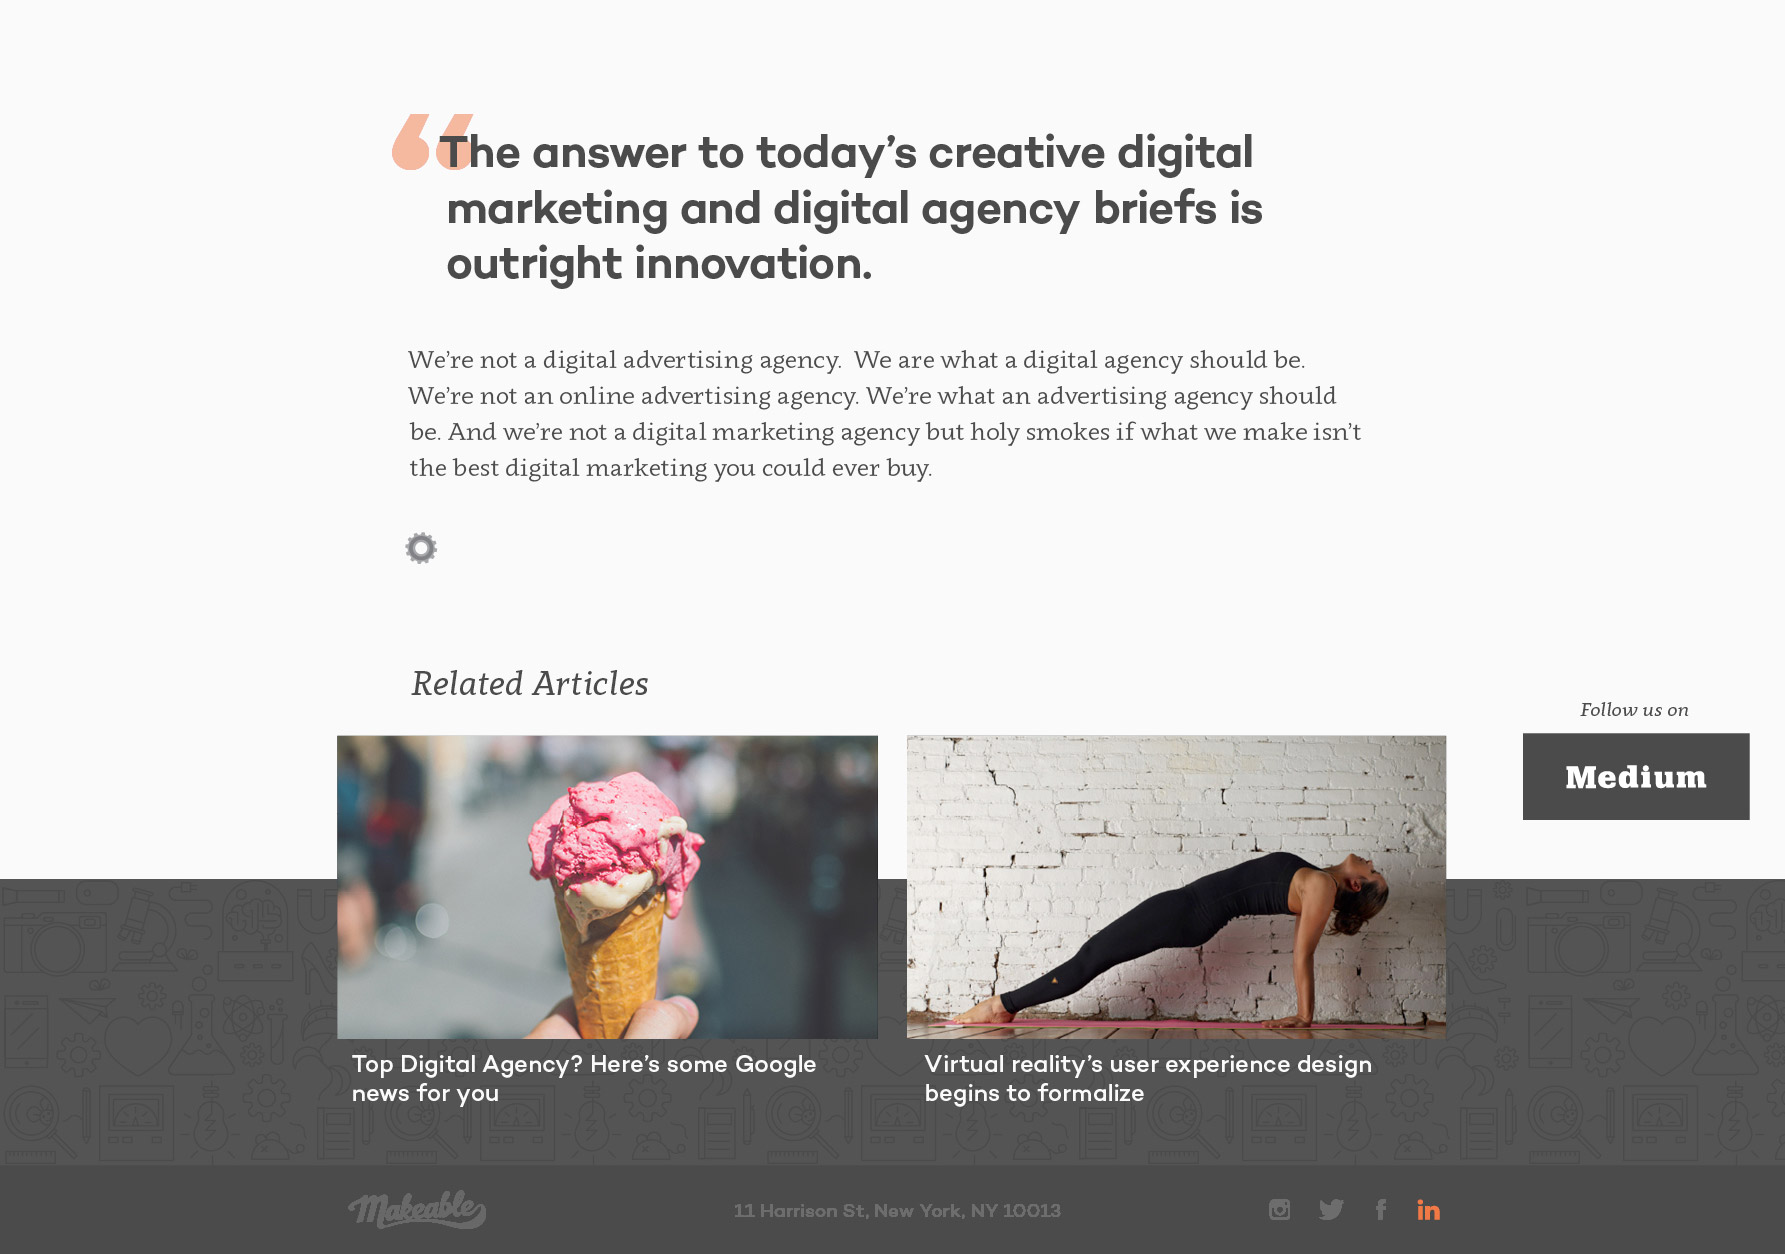 “The answer to today’s creative digital
marketing and digital agency briefs is
outright innovation.
We’re not a digital advertising agency.  We are what a digital agency should be.
We’re not an online advertising agency. We’re what an advertising agency should
be. And we’re not a digital marketing agency but holy smokes if what we make isn’t
the best digital marketing you could ever buy.
Related Articles
Follow us on
Medium
Top Digital Agency? Here’s some Google
news for you
Virtual reality’s user experience design
begins to formalize
Makeable
11 Harrison St, New York, NY 10013
in